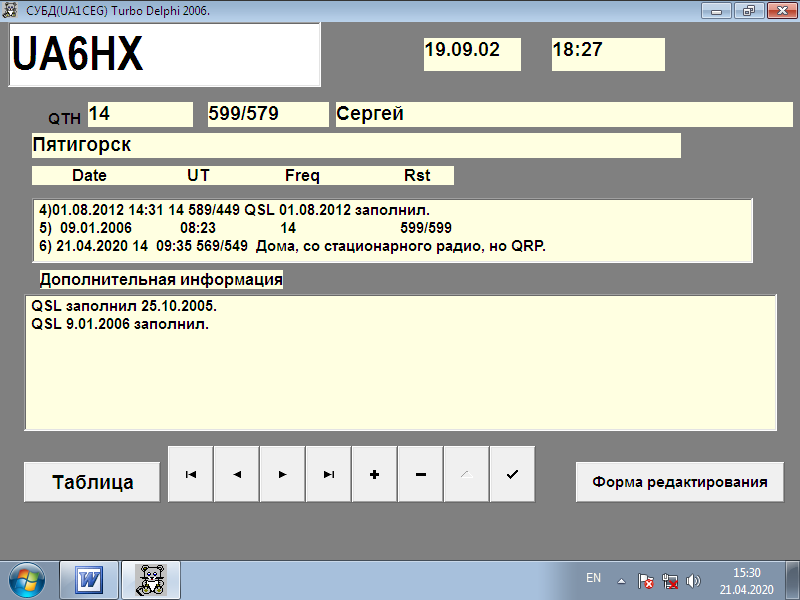 СУБД(UA1CEG) Turbo Delphi 2006.
UA6HX
19.09.02 18:27
QTH 14 599/579 Сергей
Пятигорск
Date UT Freq Rst
4)01.08.2012 14:31 14 589/449 QSL 01.08.2012 заполнил.
5) 09.01.2006 08:23 14 599/599
6) 21.04.2020 14 09:35 569/549 Дома, со стационарного радио, но QRP.
Дополнительная информация
QSL заполнил 25.10.2005.
QSL 9.01.2006 заполнил.
Таблица Форма редактирования
EN 15:30
21.04.2020